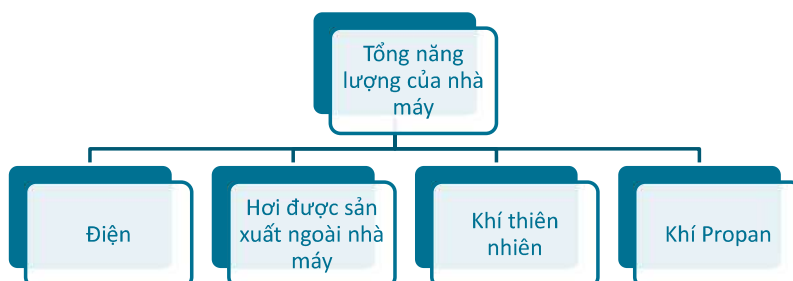 Tổng năng
lượng của nhà
máy
Điện
Hơi được sản
xuất ngoài nhà
máy
Khí thiên
nhiên
Khí Propan